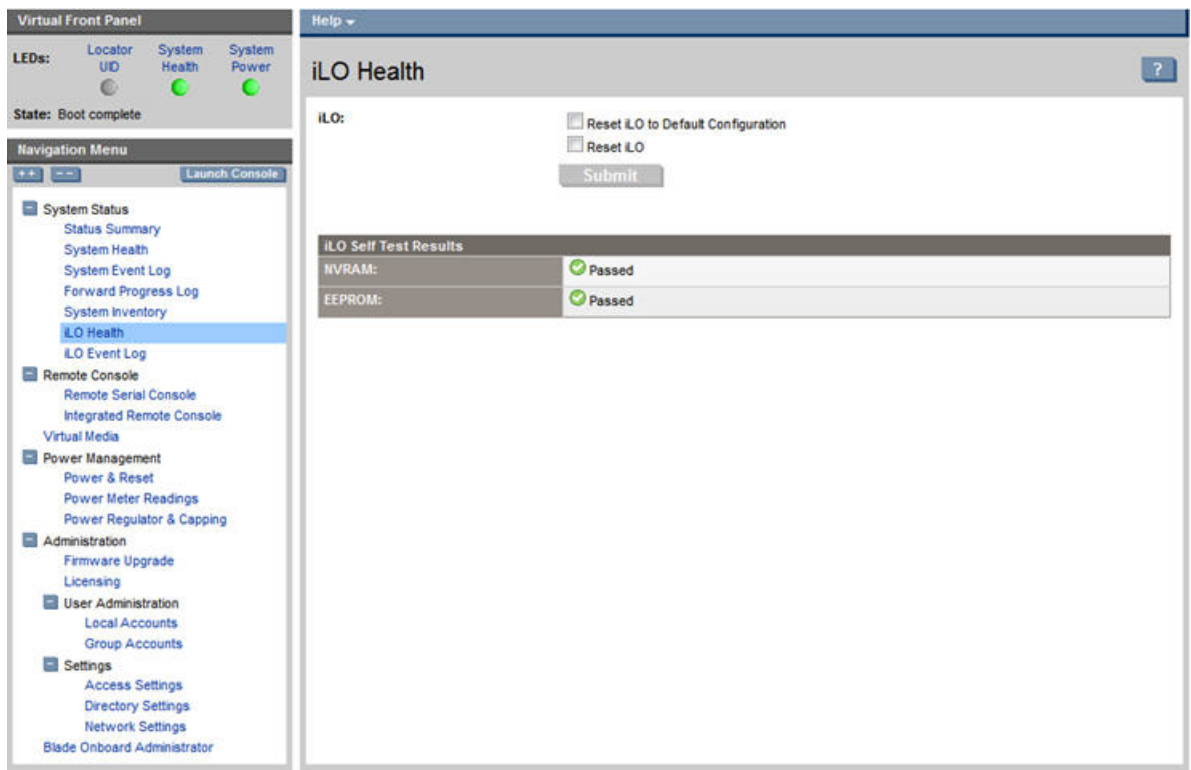 Virtual Front Panel
LEDs:
Locator UID
System Health
System Power
State: Boot complete
Navigation Menu
++
--
Launch Console
System Status
Status Summary
System Health
System Event Log
Forward Progress Log
System Inventory
iLO Health
iLO Event Log
Remote Console
Remote Serial Console
Integrated Remote Console
Virtual Media
Power Management
Power & Reset
Power Meter Readings
Power Regulator & Capping
Administration
Firmware Upgrade
Licensing
User Administration
Local Accounts
Group Accounts
Settings
Access Settings
Directory Settings
Network Settings
Blade Onboard Administrator
Help
iLO Health
?
iLO:
Reset iLO to Default Configuration
Reset iLO
Submit
iLO Self Test Results
NVRAM: Passed
EEPROM: Passed